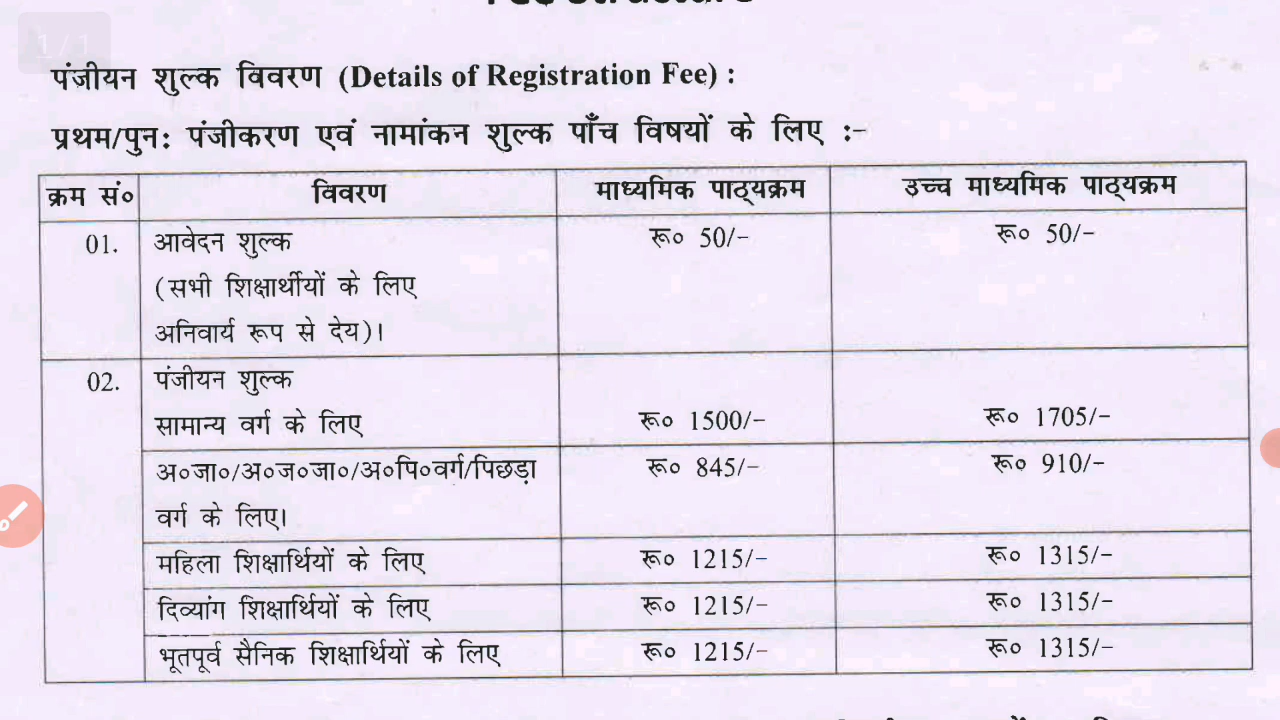 1 / 1
पंजीयन शुल्क विवरण (Details of Registration Fee) :
प्रथम/पुनः पंजीकरण एवं नामांकन शुल्क पाँच विषयों के लिए :-
क्रम सं० विवरण माध्यमिक पाठ्यक्रम उच्च माध्यमिक पाठ्यक्रम
01. आवेदन शुल्क रू० 50/- रू० 50/-
(सभी शिक्षार्थीयों के लिए
अनिवार्य रूप से देय)।
02. पंजीयन शुल्क
सामान्य वर्ग के लिए रू० 1500/- रू० 1705/-
अ०जा०/अ०ज०जा०/अ०पि०वर्ग/पिछड़ा रू० 845/- रू० 910/-
वर्ग के लिए।
महिला शिक्षार्थियों के लिए रू० 1215/- रू० 1315/-
दिव्यांग शिक्षार्थियों के लिए रू० 1215/- रू० 1315/-
भूतपूर्व सैनिक शिक्षार्थियों के लिए रू० 1215/- रू० 1315/-